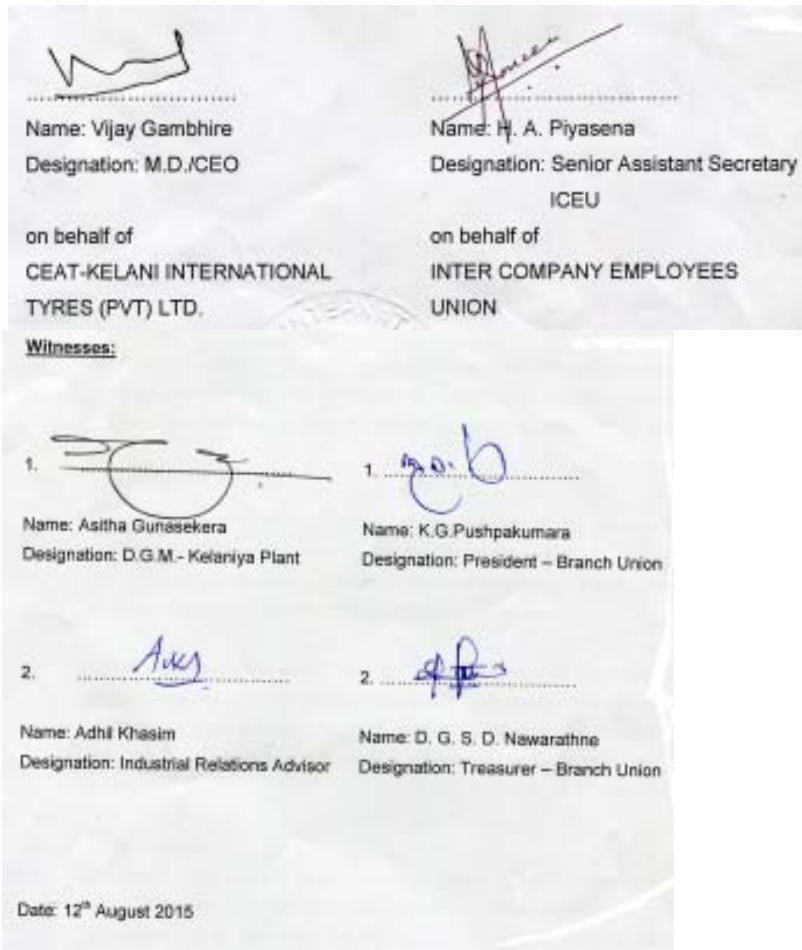 Name: Vijay Gambhire
Designation: M.D./CEO
on behalf of
CEAT-KELANI INTERNATIONAL
TYRES (PVT) LTD.
Name: H. A. Piyasena
Designation: Senior Assistant Secretary
ICEU
on behalf of
INTER COMPANY EMPLOYEES
UNION
Witnesses:
1.
Name: Asitha Gunasekera
Designation: D.G.M.- Kelaniya Plant
1.
Name: K.G.Pushpakumara
Designation: President – Branch Union
2.
Name: Adhil Khasim
Designation: Industrial Relations Advisor
2.
Name: D. G. S. D. Nawarathne
Designation: Treasurer – Branch Union
Date: 12th August 2015